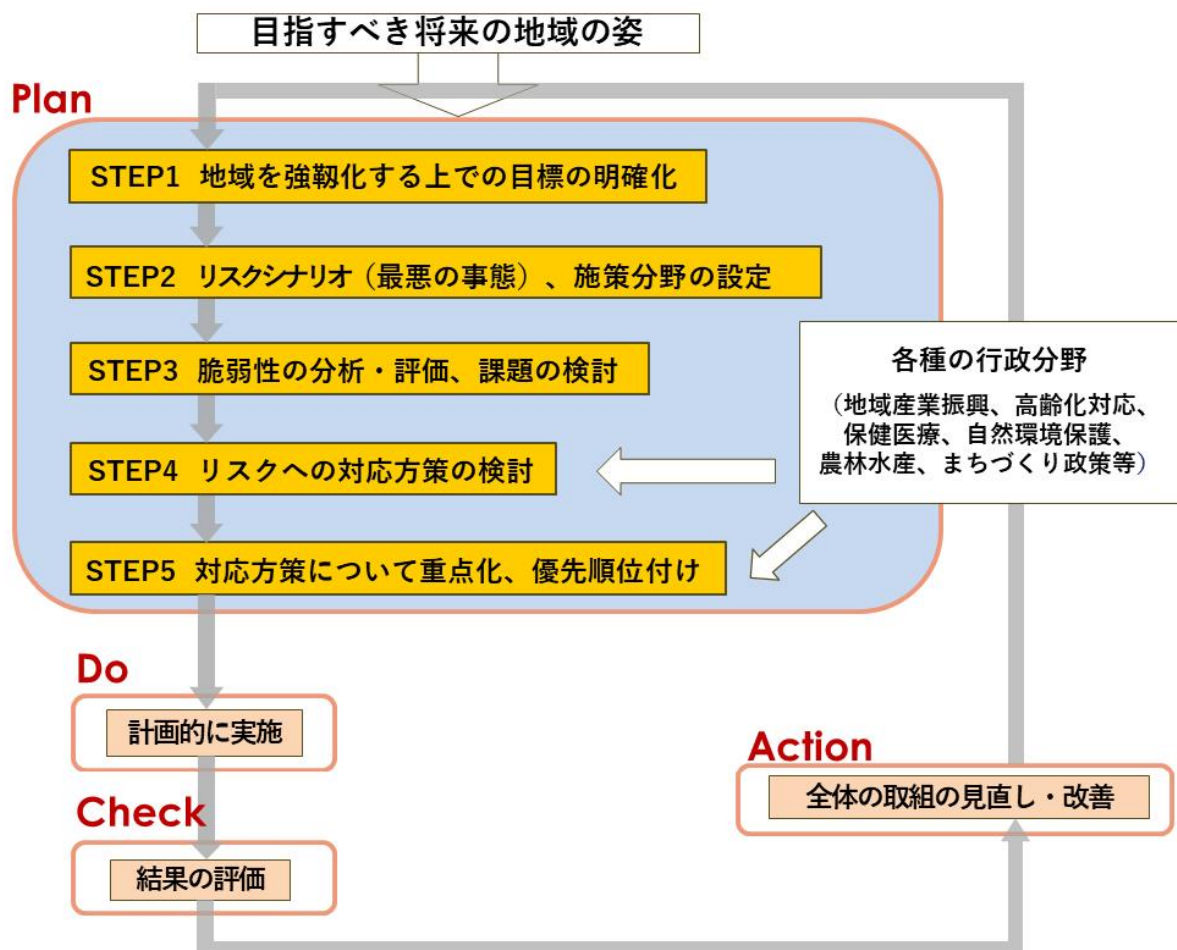 目指すべき将来の地域の姿
Plan
STEP1 地域を強靱化する上での目標の明確化
STEP2 リスクシナリオ（最悪の事態）、施策分野の設定
STEP3 脆弱性の分析・評価、課題の検討
STEP4 リスクへの対応方策の検討
STEP5 対応方策について重点化、優先順位付け
各種の行政分野
（地域産業振興、高齢化対応、
保健医療、自然環境保護、
農林水産、まちづくり政策等）
Do
計画的に実施
Check
結果の評価
Action
全体の取組の見直し・改善